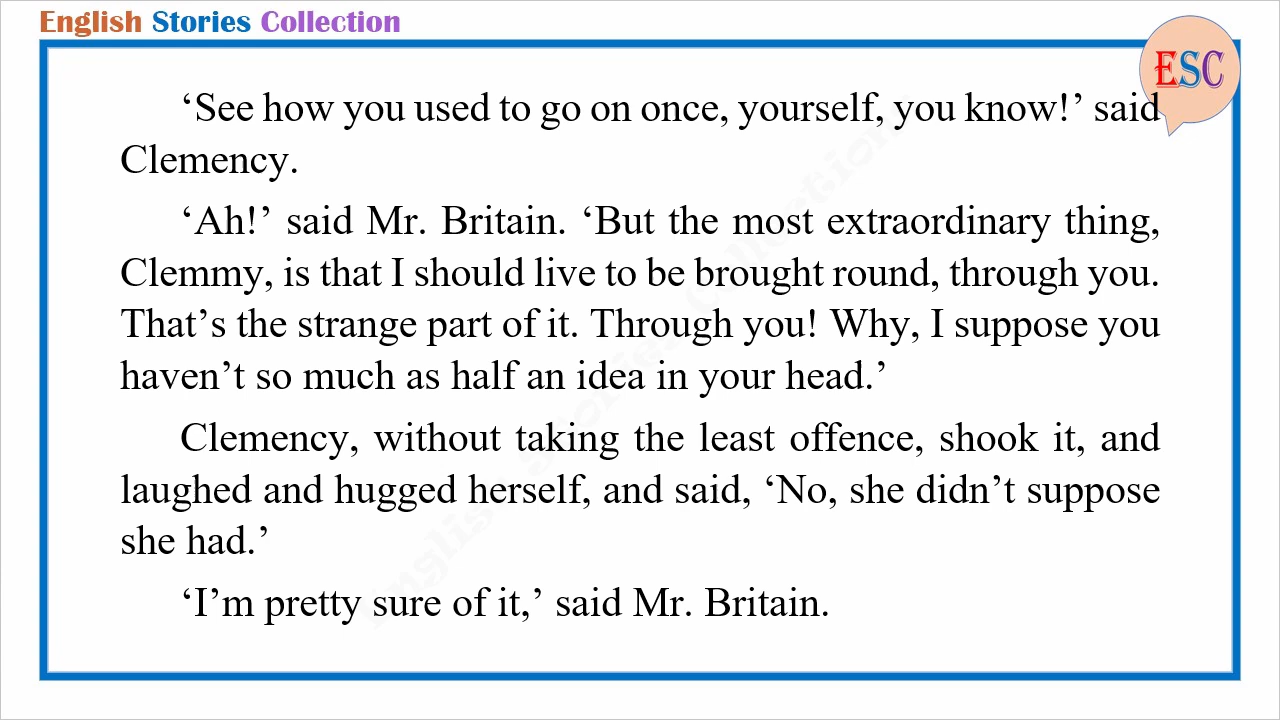 English Stories Collection
ESC
‘See how you used to go on once, yourself, you know!’ said
Clemency.
‘Ah!’ said Mr. Britain. ‘But the most extraordinary thing,
Clemmy, is that I should live to be brought round, through you.
That’s the strange part of it. Through you! Why, I suppose you
haven’t so much as half an idea in your head.’
Clemency, without taking the least offence, shook it, and
laughed and hugged herself, and said, ‘No, she didn’t suppose
she had.’
‘I’m pretty sure of it,’ said Mr. Britain.
English Stories Collection